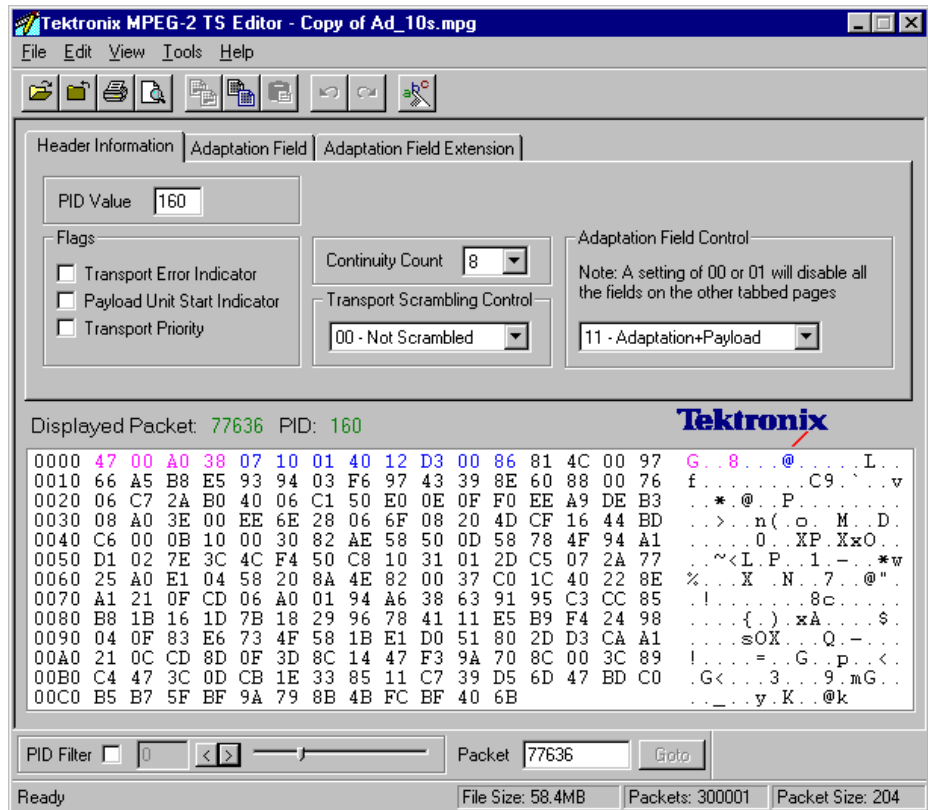 Tektronix MPEG-2 TS Editor - Copy of Ad_10s.mpg
File Edit View Tools Help
Header Information Adaptation Field Adaptation Field Extension
PID Value 160
Flags
Transport Error Indicator
Payload Unit Start Indicator
Transport Priority
Continuity Count 8
Transport Scrambling Control
00 - Not Scrambled
Adaptation Field Control
Note: A setting of 00 or 01 will disable all
the fields on the other tabbed pages
11 - Adaptation+Payload
Displayed Packet: 77636 PID: 160
Tektronix
0000 47 00 A0 38 07 10 01 40 12 D3 00 86 81 4C 00 97 G..8...@.....L..
0010 66 A5 B8 E5 93 94 03 F6 97 43 39 8E 60 88 00 76 f........C9.`..v
0020 06 C7 2A B0 40 06 C1 50 E0 0E 0F F0 EE A9 DE B3 ..*.@..P........
0030 08 A0 3E 00 EE 6E 28 06 6F 08 20 4D CF 16 44 BD ..>..n(.o. M..D.
0040 C6 00 0B 10 00 30 82 AE 58 50 0D 58 78 4F 94 A1 .....0..XP.XxO..
0050 D1 02 7E 3C 4C F4 50 C8 10 31 01 2D C5 07 2A 77 ..~<L.P..1.-..*w
0060 25 A0 E1 04 58 20 8A 4E 82 00 37 C0 1C 40 22 8E %...X .N..7..@".
0070 A1 21 0F CD 06 A0 01 94 A6 38 63 91 95 C3 CC 85 .!.......8c.....
0080 B8 1B 16 1D 7B 18 29 96 78 41 11 E5 B9 F4 24 98 ....{.).xA....$.
0090 04 0F 83 E6 73 4F 58 1B E1 D0 51 80 2D D3 CA A1 ....sOX...Q.-...
00A0 21 0C CD 8D 0F 3D 8C 14 47 F3 9A 70 8C 00 3C 89 !....=..G..p..<.
00B0 C4 47 3C 0D CB 1E 33 85 11 C7 39 D5 6D 47 BD C0 .G<...3...9.mG..
00C0 B5 B7 5F BF 9A 79 8B 4B FC BF 40 6B .._..y.K..@k
PID Filter 0 < > Packet 77636 Goto
Ready File Size: 58.4MB Packets: 300001 Packet Size: 204